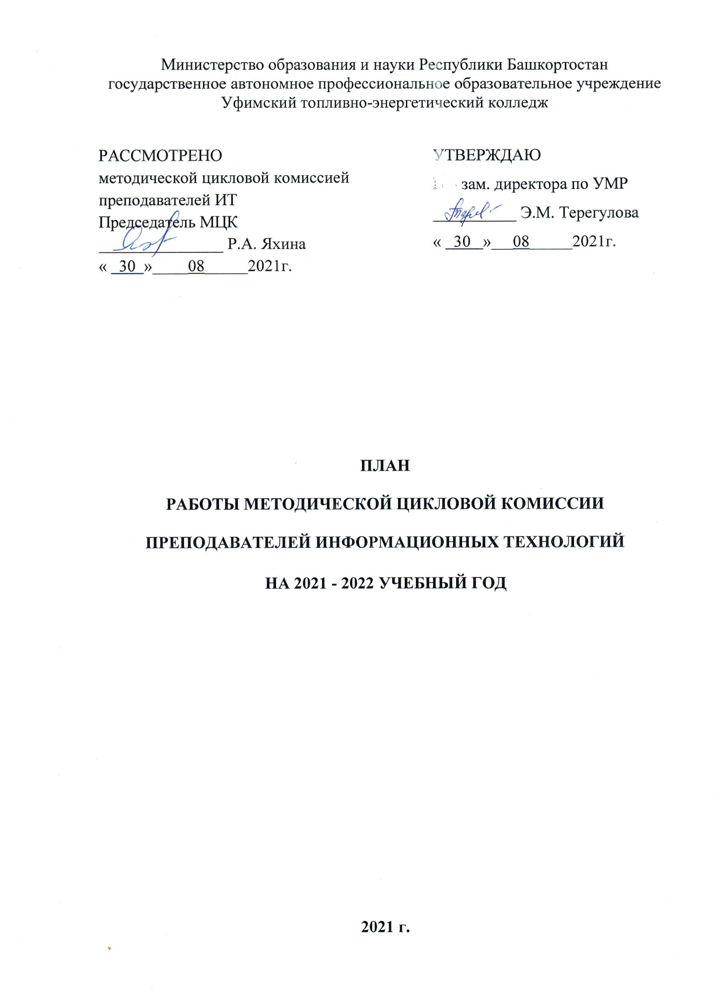 Министерство образования и науки Республики Башкортостан
государственное автономное профессиональное образовательное учреждение
Уфимский топливно-энергетический колледж
РАССМОТРЕНО
методической цикловой комиссией
преподавателей ИТ
Председатель МЦК
_______________ Р.А. Яхина
« 30 »____08_____2021г.
УТВЕРЖДАЮ
зам. директора по УМР
__________ Э.М. Терегулова
« 30 »___08_____2021г.
ПЛАН
РАБОТЫ МЕТОДИЧЕСКОЙ ЦИКЛОВОЙ КОМИССИИ
ПРЕПОДАВАТЕЛЕЙ ИНФОРМАЦИОННЫХ ТЕХНОЛОГИЙ
НА 2021 - 2022 УЧЕБНЫЙ ГОД
2021 г.